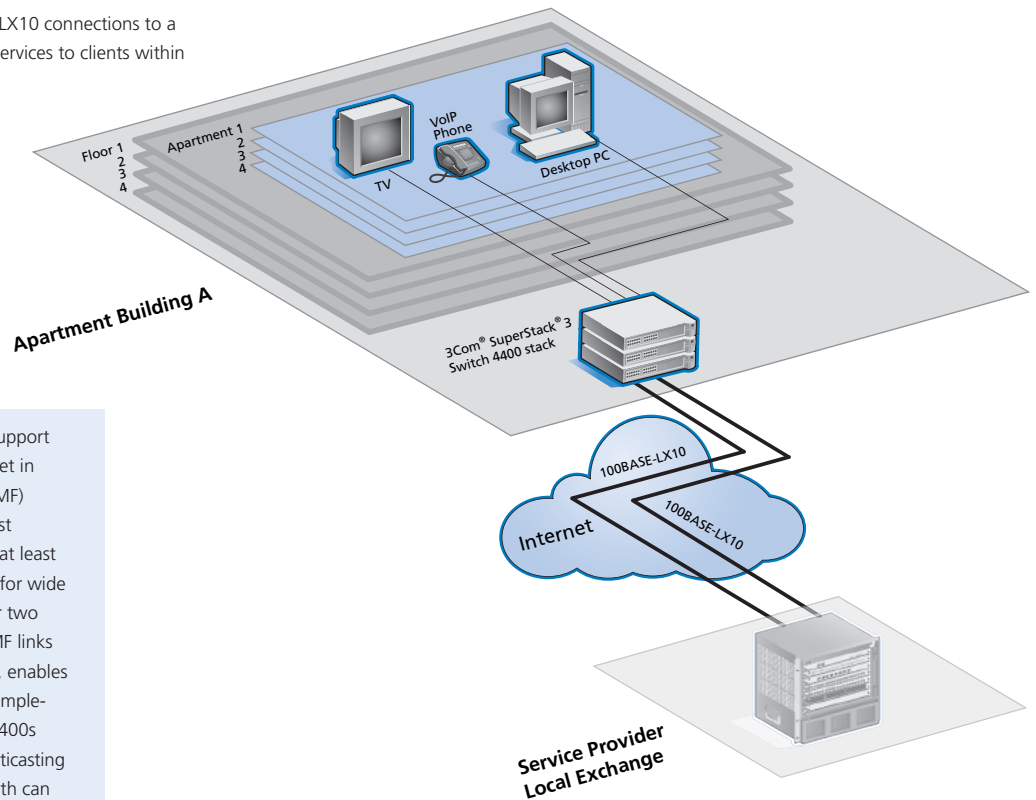 LX10 connections to a
ervices to clients within
Floor 1
2
3
4
Apartment 1
2
3
4
TV
VoIP
Phone
Desktop PC
Apartment Building A
3Com® SuperStack® 3
Switch 4400 stack
upport
et in
MF)
st
at least
for wide
r two
MF links
, enables
mple-
400s
ticasting
th can
100BASE-LX10
100BASE-LX10
Internet
Service Provider
Local Exchange